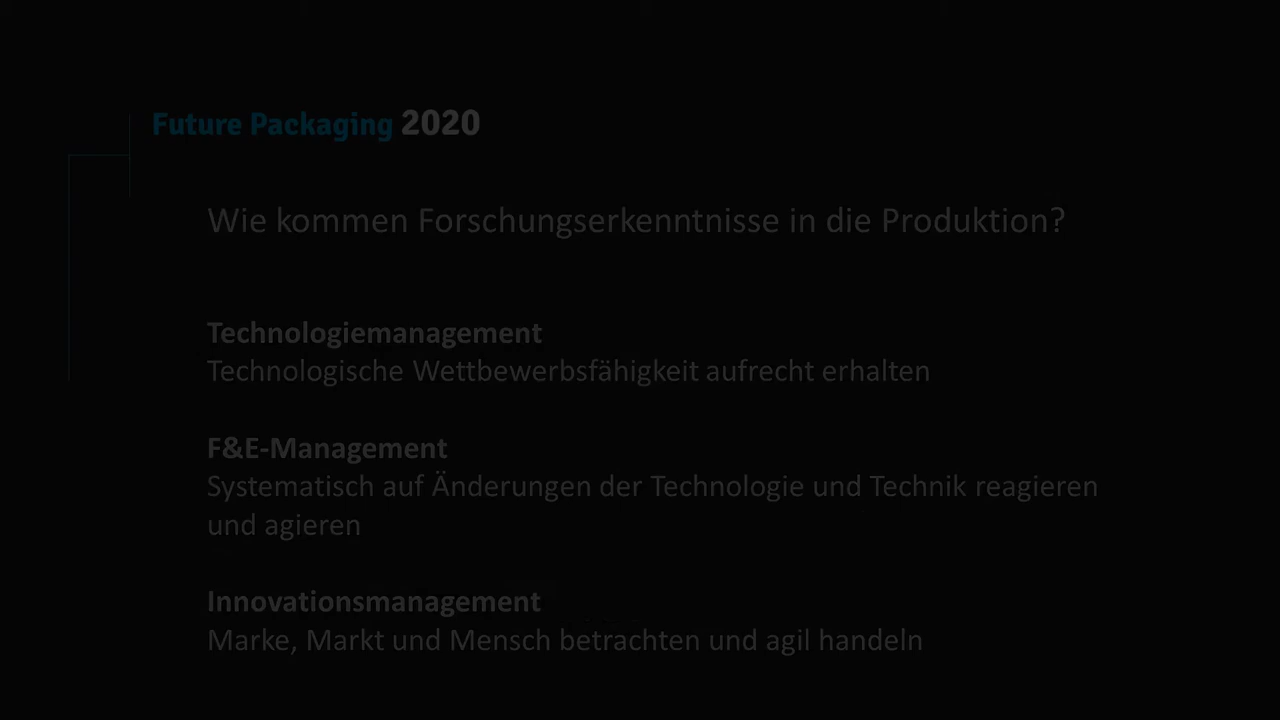 Future Packaging 2020
Wie kommen Forschungserkenntnisse in die Produktion?
Technologiemanagement
Technologische Wettbewerbsfähigkeit aufrecht erhalten
F&E-Management
Systematisch auf Änderungen der Technologie und Technik reagieren
und agieren
Innovationsmanagement
Marke, Markt und Mensch betrachten und agil handeln